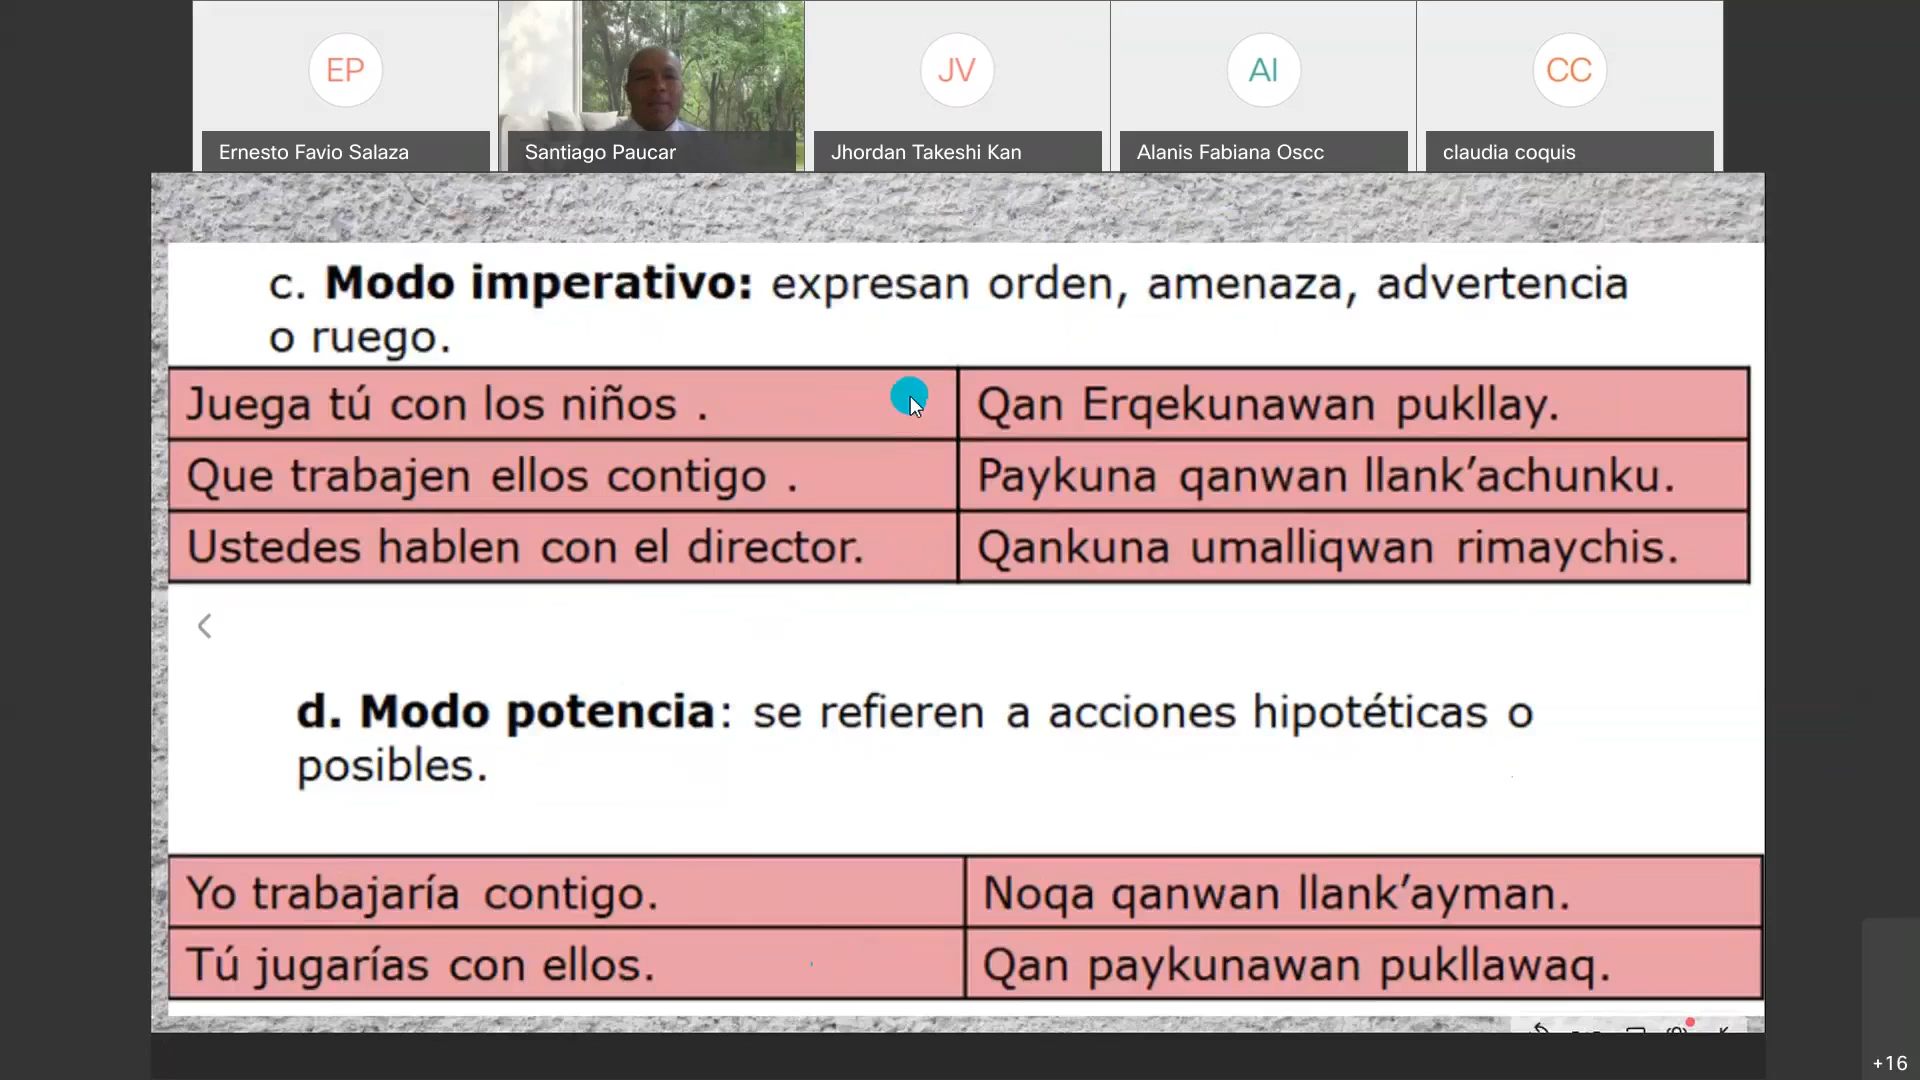 EP
JV
AI
CC
Ernesto Favio Salaza
Santiago Paucar
Jhordan Takeshi Kan
Alanis Fabiana Oscc
claudia coquis
c. Modo imperativo: expresan orden, amenaza, advertencia
o ruego.
Juega tú con los niños . Qan Erqekunawan pukllay.
Que trabajen ellos contigo . Paykuna qanwan llank’achunku.
Ustedes hablen con el director. Qankuna umalliqwan rimaychis.
d. Modo potencia: se refieren a acciones hipotéticas o
posibles.
Yo trabajaría contigo. Noqa qanwan llank’ayman.
Tú jugarías con ellos. Qan paykunawan pukllawaq.
+16